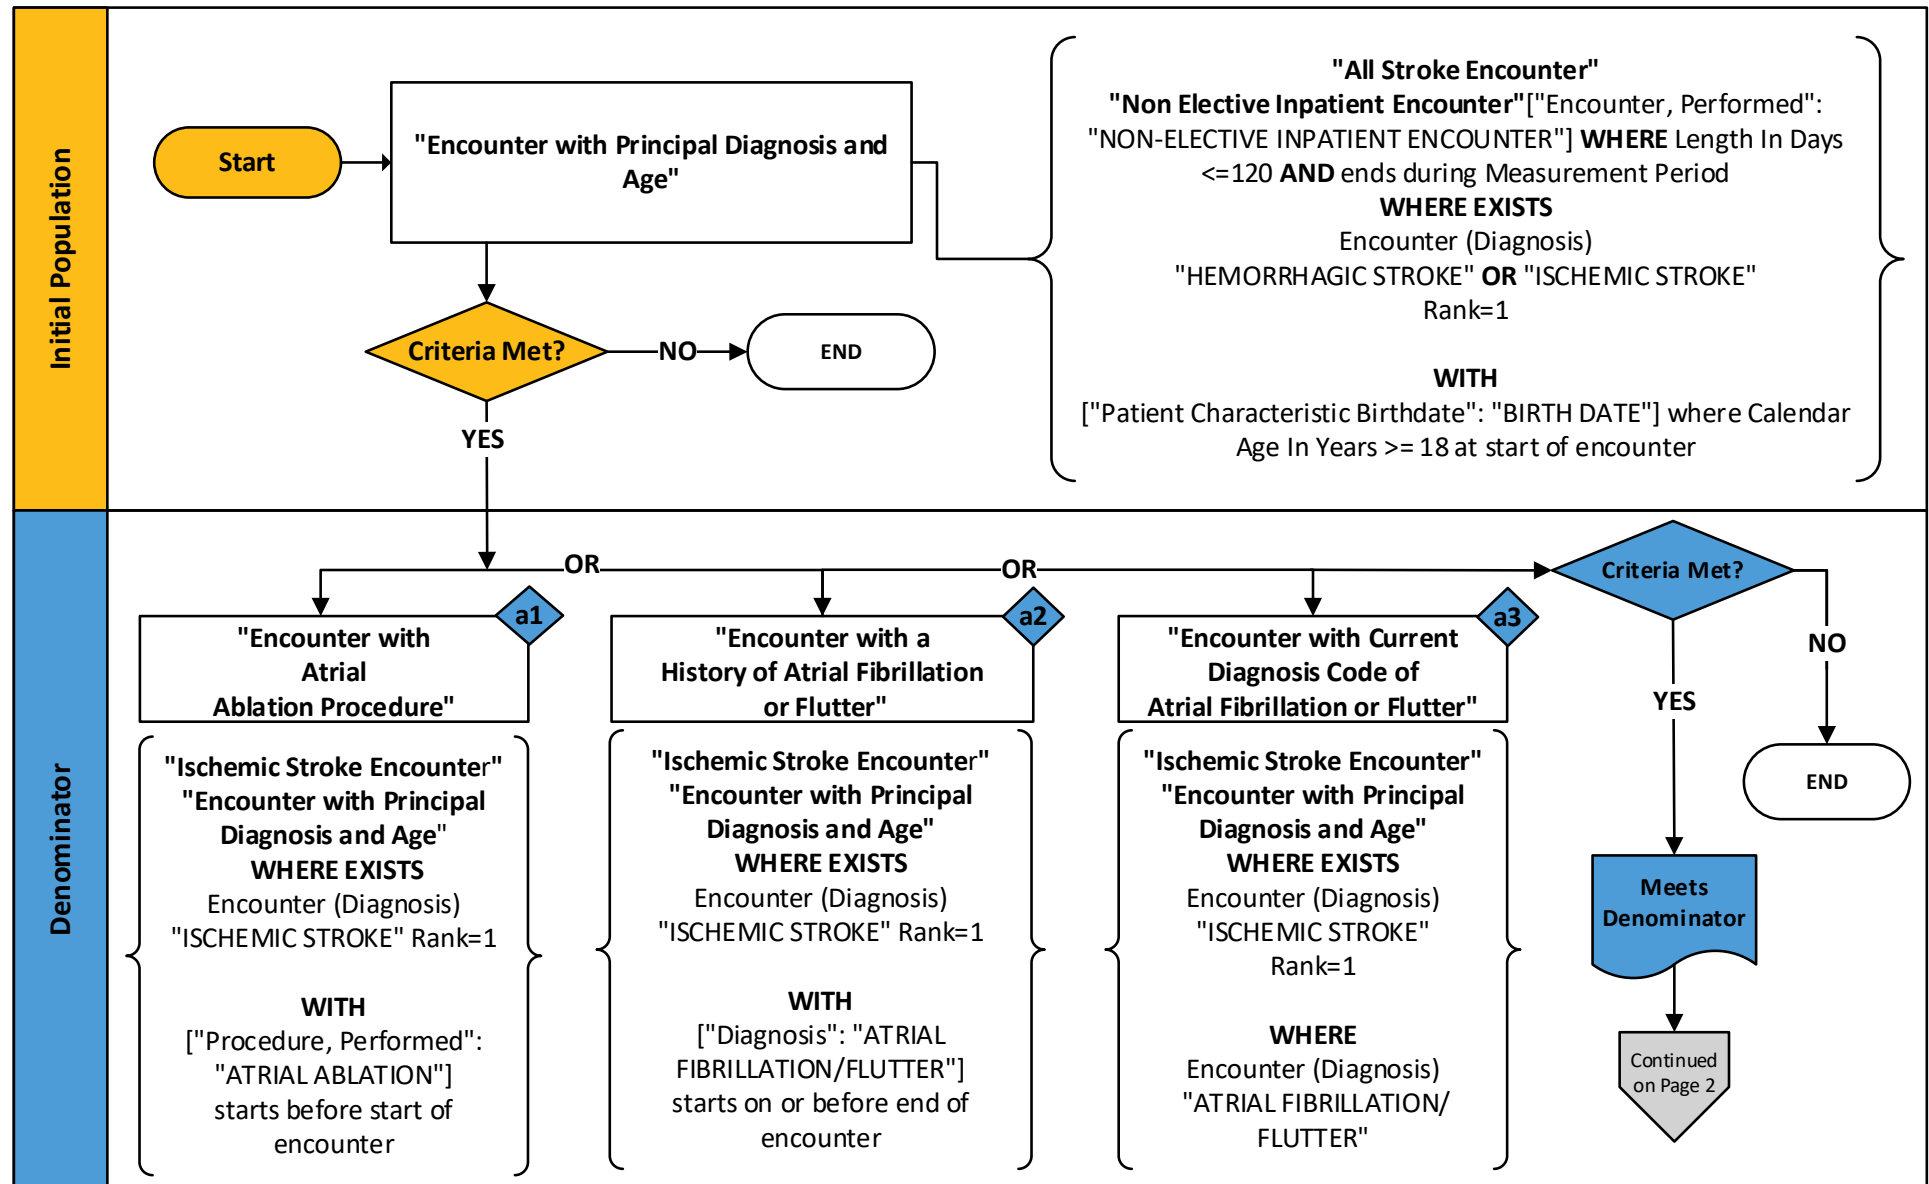 Initial Population
Start
"Encounter with Principal Diagnosis and
Age"
"All Stroke Encounter"
"Non Elective Inpatient Encounter"["Encounter, Performed":
"NON-ELECTIVE INPATIENT ENCOUNTER"] WHERE Length In Days
<=120 AND ends during Measurement Period
WHERE EXISTS
Encounter (Diagnosis)
"HEMORRHAGIC STROKE" OR "ISCHEMIC STROKE"
Rank=1
WITH
["Patient Characteristic Birthdate": "BIRTH DATE"] where Calendar
Age In Years >= 18 at start of encounter
Criteria Met?
NO
END
YES
Denominator
OR
OR
Criteria Met?
a1
"Encounter with
Atrial
Ablation Procedure"
a2
"Encounter with a
History of Atrial Fibrillation
or Flutter"
a3
"Encounter with Current
Diagnosis Code of
Atrial Fibrillation or Flutter"
NO
YES
END
"Ischemic Stroke Encounter"
"Encounter with Principal
Diagnosis and Age"
WHERE EXISTS
Encounter (Diagnosis)
"ISCHEMIC STROKE" Rank=1
WITH
["Procedure, Performed":
"ATRIAL ABLATION"]
starts before start of
encounter
"Ischemic Stroke Encounter"
"Encounter with Principal
Diagnosis and Age"
WHERE EXISTS
Encounter (Diagnosis)
"ISCHEMIC STROKE" Rank=1
WITH
["Diagnosis": "ATRIAL
FIBRILLATION/FLUTTER"]
starts on or before end of
encounter
"Ischemic Stroke Encounter"
"Encounter with Principal
Diagnosis and Age"
WHERE EXISTS
Encounter (Diagnosis)
"ISCHEMIC STROKE"
Rank=1
WHERE
Encounter (Diagnosis)
"ATRIAL FIBRILLATION/
FLUTTER"
Meets
Denominator
Continued
on Page 2